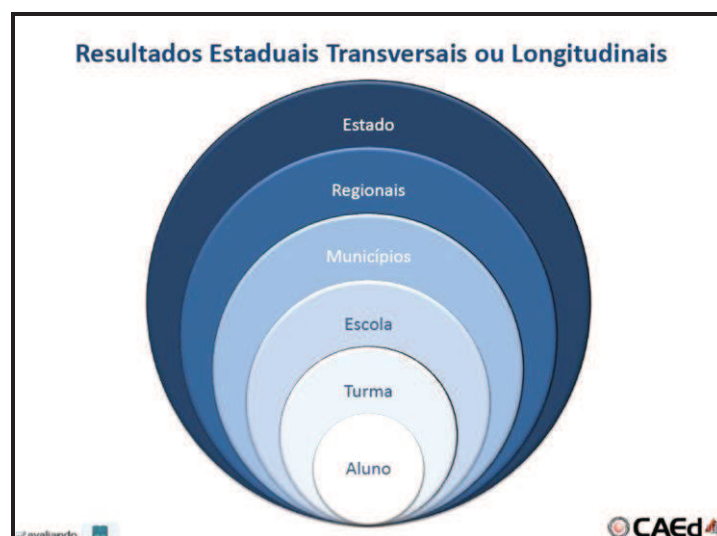 Resultados Estaduais Transversais ou Longitudinais
Estado
Regionais
Municípios
Escola
Turma
Aluno
avaliando
CAEd